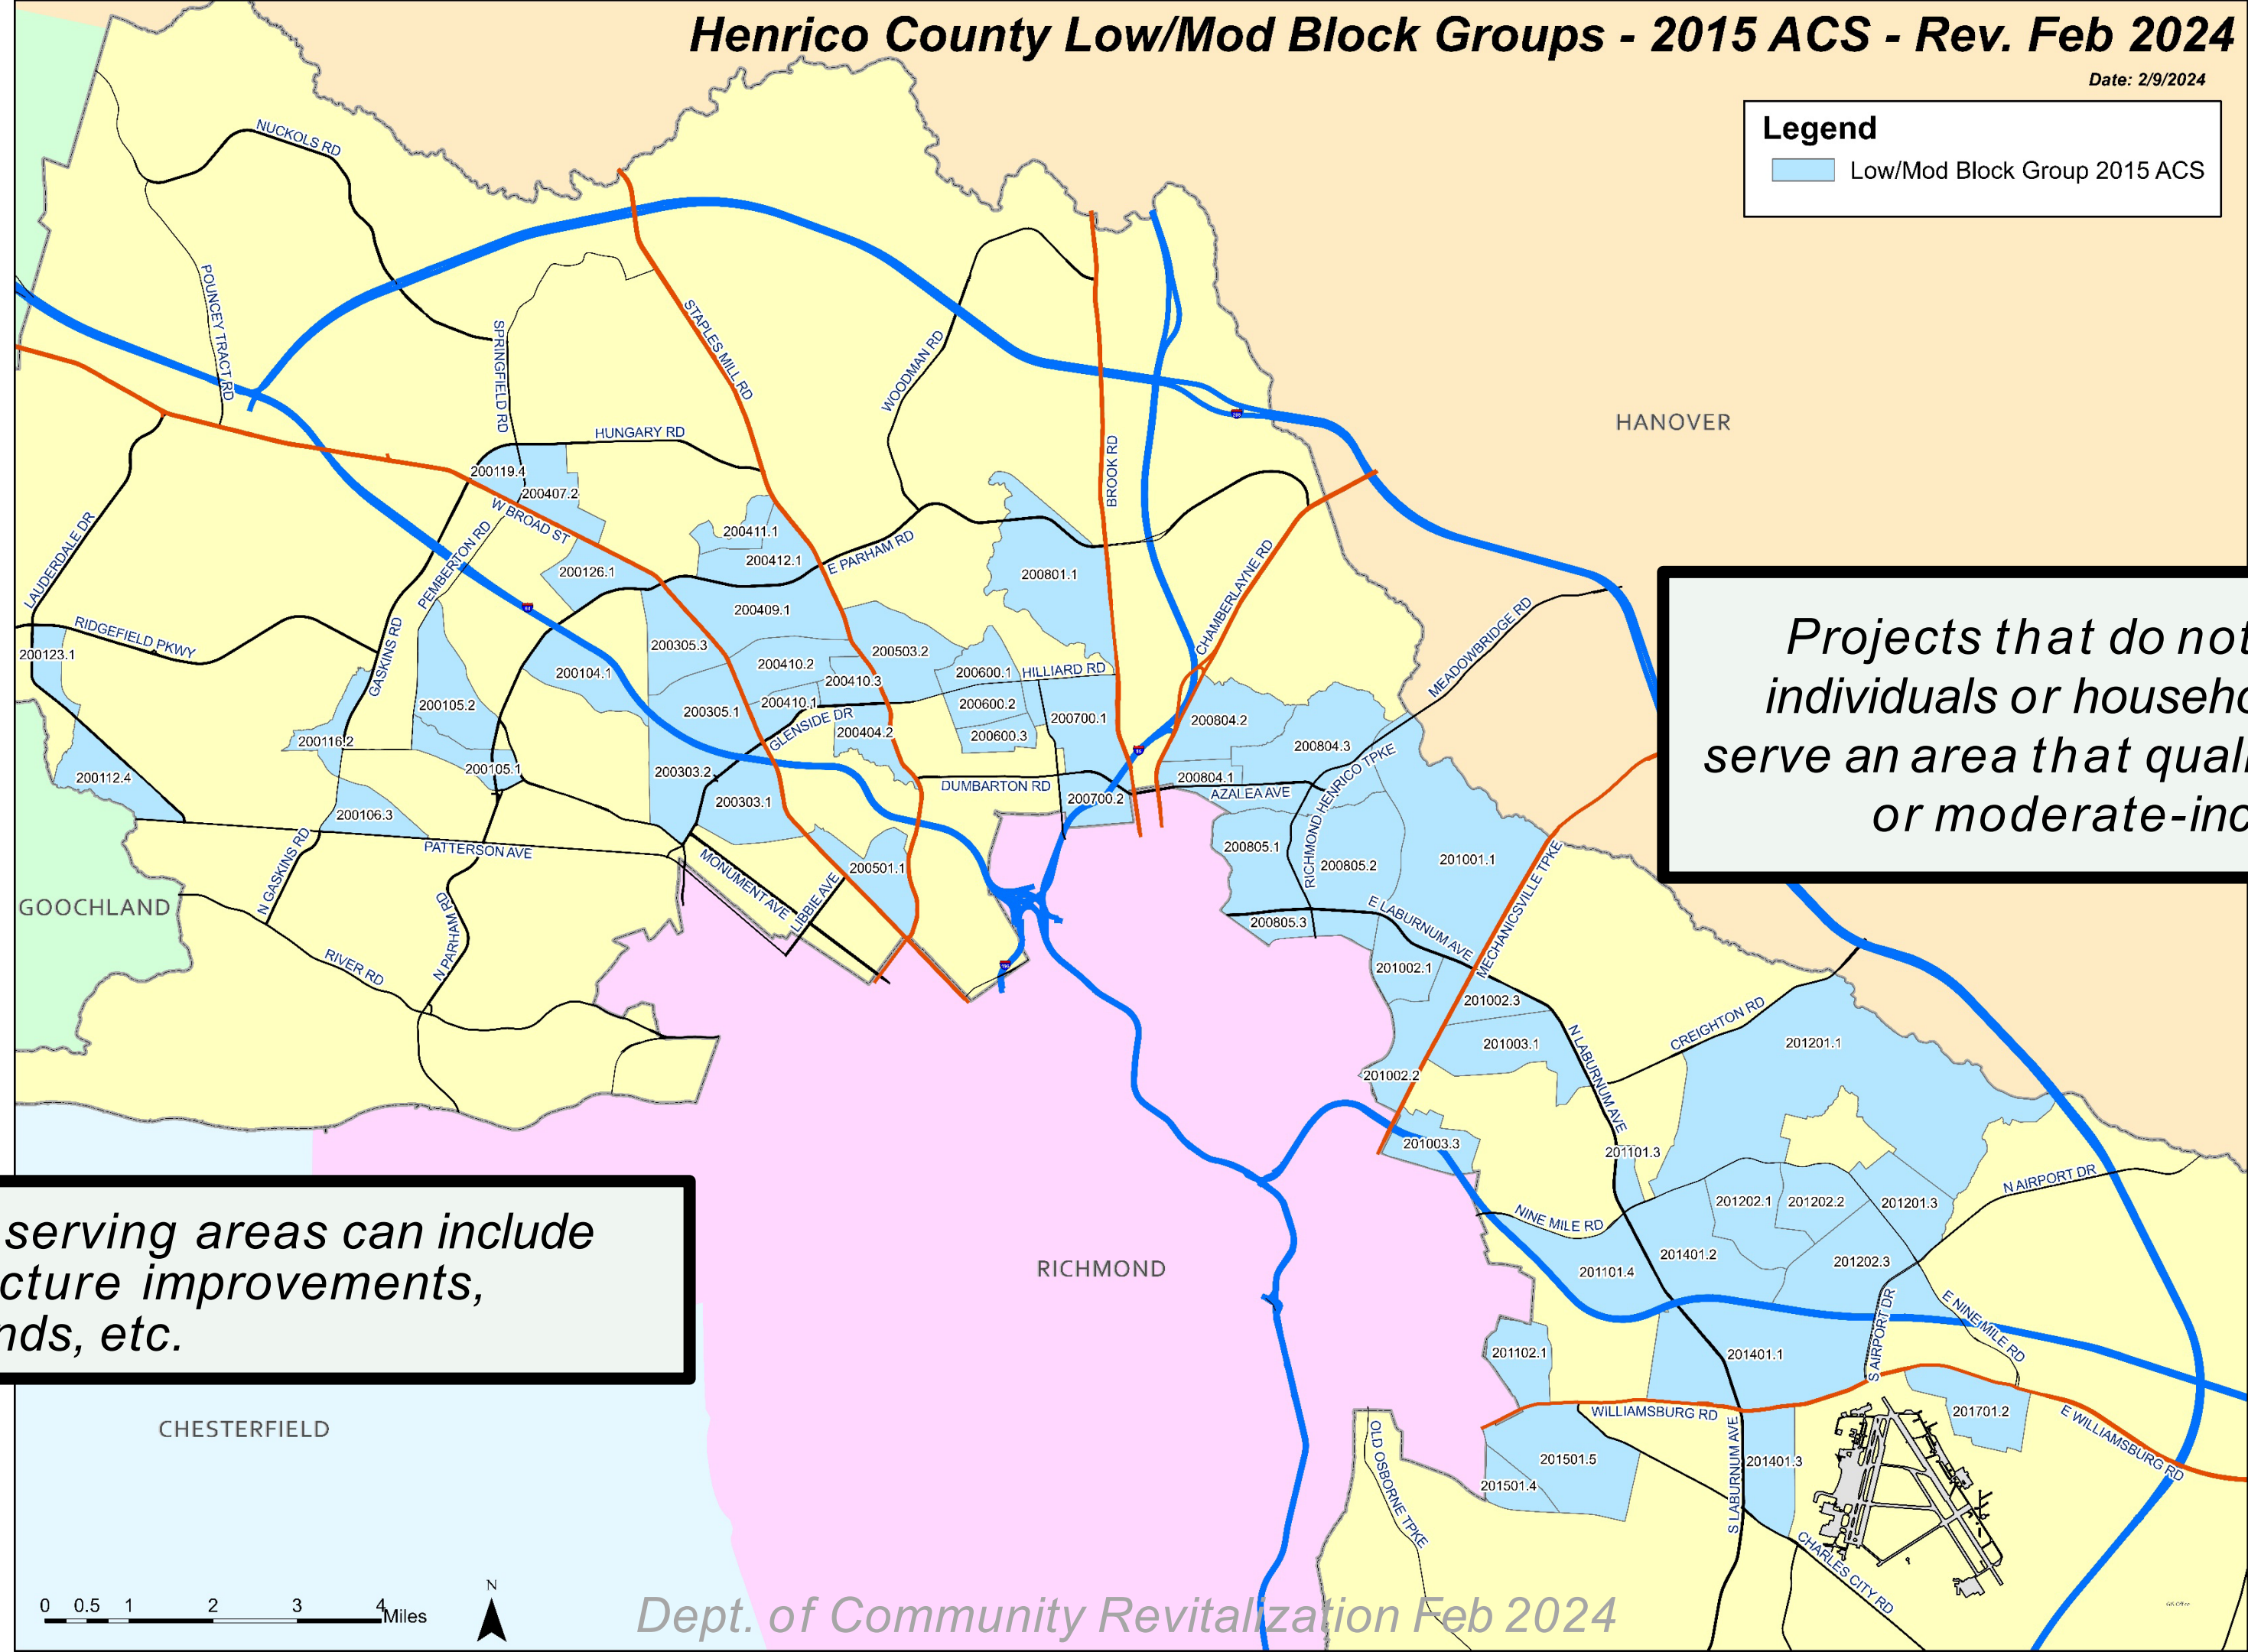 Henrico County Low/Mod Block Groups - 2015 ACS - Rev. Feb 2024
Date: 2/9/2024
Legend
Low/Mod Block Group 2015 ACS
NUCKOLS RD
POUNCEY TRACT RD
SPRINGFIELD RD
STAPLES MILL RD
WOODMAN RD
BROOK RD
HUNGARY RD
HANOVER
200119.4
200407.2
W BROAD ST
PEMBERTON RD
LAUDERDALE DR
200411.1
200412.1
E PARHAM RD
200126.1
200801.1
CHAMBERLAYNE RD
MEADOWBRIDGE RD
RIDGEFIELD PKWY
200123.1
GASKINS RD
200409.1
200305.3
200104.1
200410.2
200503.2
200410.3
200600.1
HILLIARD RD
200105.2
200305.1
200410.1
GLENSIDE DR
200404.2
200600.2
200600.3
200700.1
200804.2
200804.3
200116.2
200105.1
200112.4
200303.2
200303.1
DUMBARTON RD
200700.2
200804.1
AZALEA AVE
RICHMOND HENRICO TPKE
200106.3
PATTERSON AVE
N GASKINS RD
MONUMENT AVE
LIBBIE AVE
200501.1
200805.1
200805.2
201001.1
MECHANICSVILLE TPKE
Projects that do not
individuals or househo
serve an area that quali
or moderate-inc
GOOCHLAND
RIVER RD
N PARHAM RD
200805.3
E LABURNUM AVE
201002.1
201002.3
201003.1
N LABURNUM AVE
CREIGHTON RD
201201.1
201002.2
201003.3
201101.3
N AIRPORT DR
201202.1
201202.2
201201.3
NINE MILE RD
201401.2
201202.3
201101.4
serving areas can include
cture improvements,
nds, etc.
RICHMOND
E NINE MILE RD
S AIRPORT DR
201102.1
201401.1
WILLIAMSBURG RD
201701.2
E WILLIAMSBURG RD
CHESTERFIELD
OLD OSBORNE TPKE
201501.5
201501.4
S LABURNUM AVE
201401.3
CHARLES CITY RD
0 0.5 1 2 3 4 Miles
N
Dept. of Community Revitalization Feb 2024